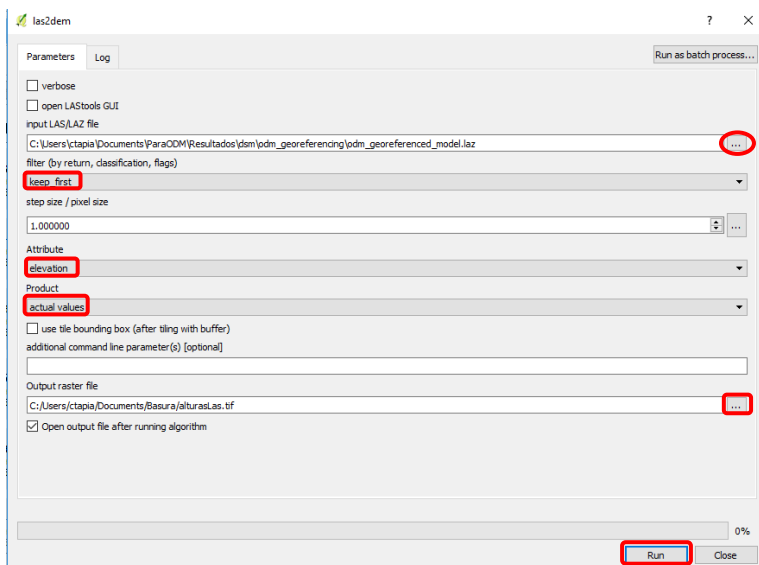 las2dem
?
Parameters
Log
Run as batch process...
verbose
open LAStools GUI
input LAS/LAZ file
C:\Users\ctapia\Documents\ParaODM\Resultados\dsm\odm_georeferencing\odm_georeferenced_model.laz
...
filter (by return, classification, flags)
keep_first
step size / pixel size
1.000000
...
Attribute
elevation
Product
actual values
use tile bounding box (after tiling with buffer)
additional command line parameter(s) [optional]
Output raster file
C:/Users/ctapia/Documents/Basura/alturasLas.tif
...
Open output file after running algorithm
0%
Run
Close